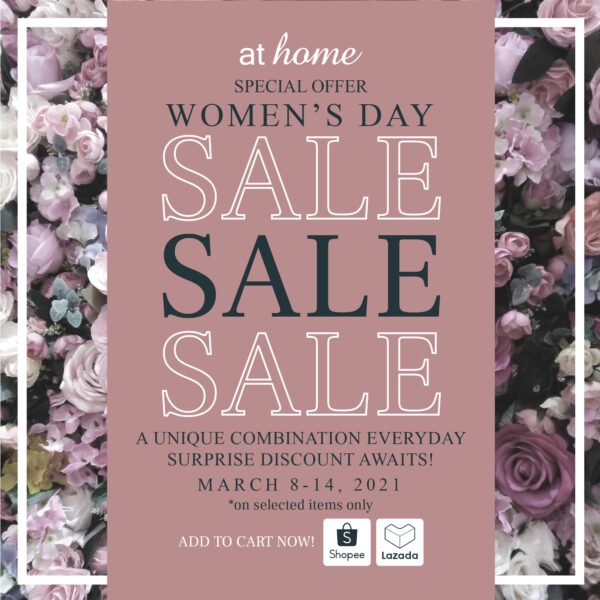 at home
SPECIAL OFFER
WOMEN'S DAY
SALE
SALE
SALE
A UNIQUE COMBINATION EVERYDAY
SURPRISE DISCOUNT AWAITS!
MARCH 8-14, 2021
*on selected items only
ADD TO CART NOW!
S
Shopee
Lazada